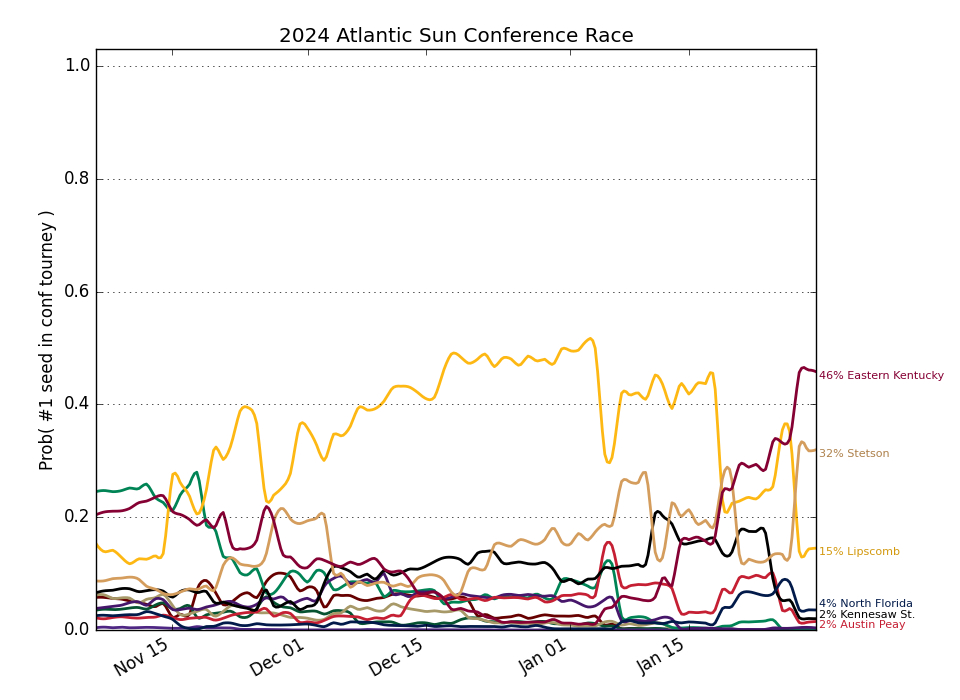 2024 Atlantic Sun Conference Race
Prob( #1 seed in conf tourney )
1.0
0.8
0.6
0.4
0.2
0.0
Nov 15
Dec 01
Dec 15
Jan 01
Jan 15
46% Eastern Kentucky
32% Stetson
15% Lipscomb
4% North Florida
2% Kennesaw St.
2% Austin Peay